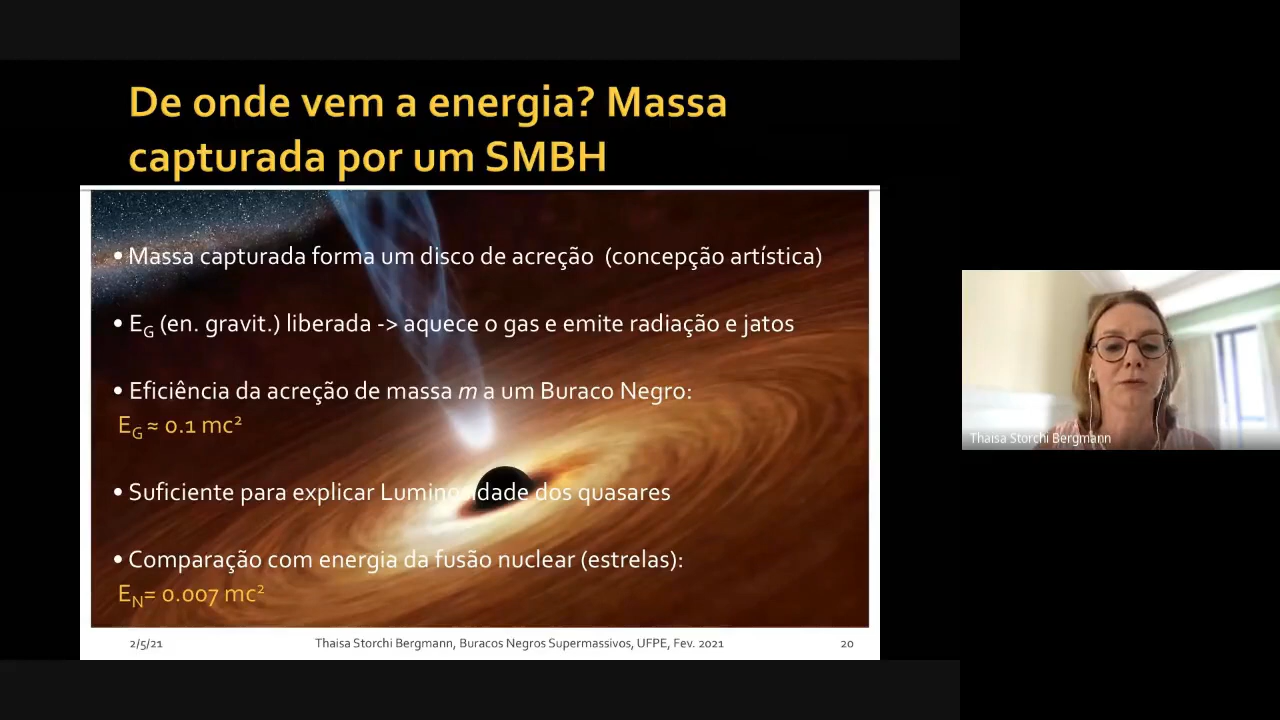 De onde vem a energia? Massa
capturada por um SMBH
• Massa capturada forma um disco de acreção (concepção artística)
• E_G (en. gravit.) liberada -> aquece o gas e emite radiação e jatos
• Eficiência da acreção de massa m a um Buraco Negro:
E_G ≈ 0.1 mc²
• Suficiente para explicar Luminosidade dos quasares
• Comparação com energia da fusão nuclear (estrelas):
E_N= 0.007 mc²
2/5/21 Thaisa Storchi Bergmann, Buracos Negros Supermassivos, UFPE, Fev. 2021 20
Thaisa Storchi Bergmann